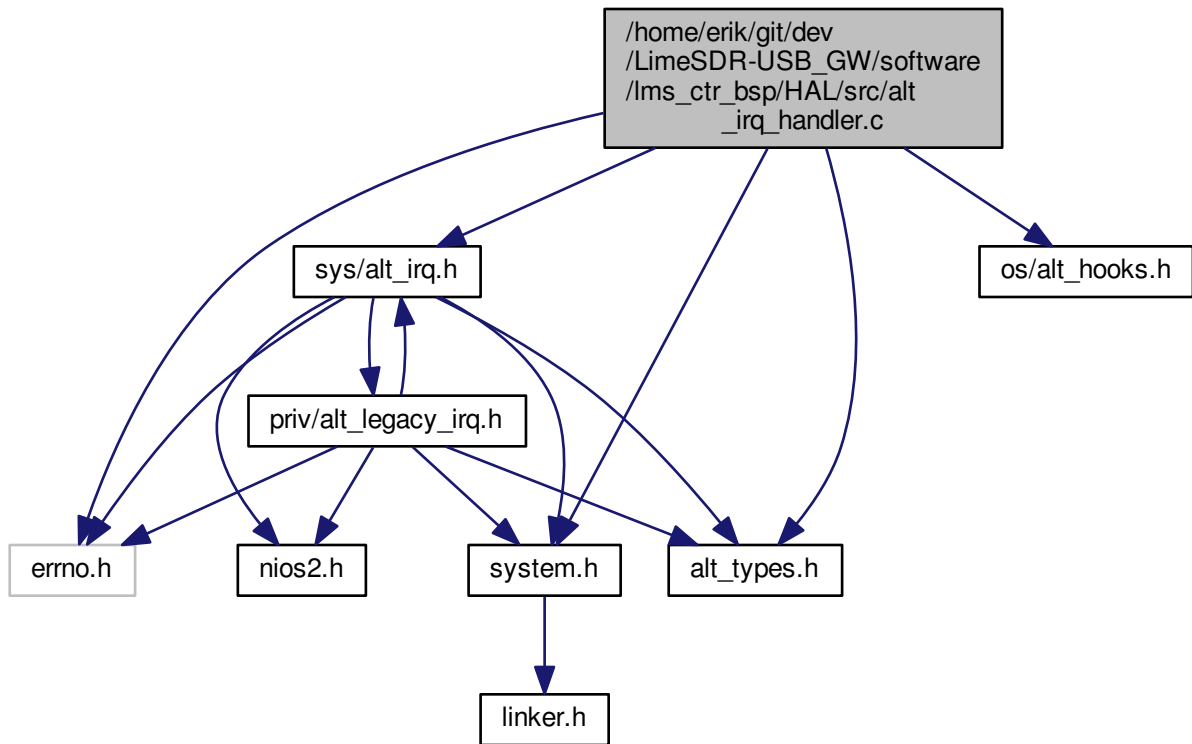 /home/erik/git/dev
/LimeSDR-USB_GW/software
/lms_ctr_bsp/HAL/src/alt
_irq_handler.c
sys/alt_irq.h
os/alt_hooks.h
priv/alt_legacy_irq.h
errno.h
nios2.h
system.h
alt_types.h
linker.h